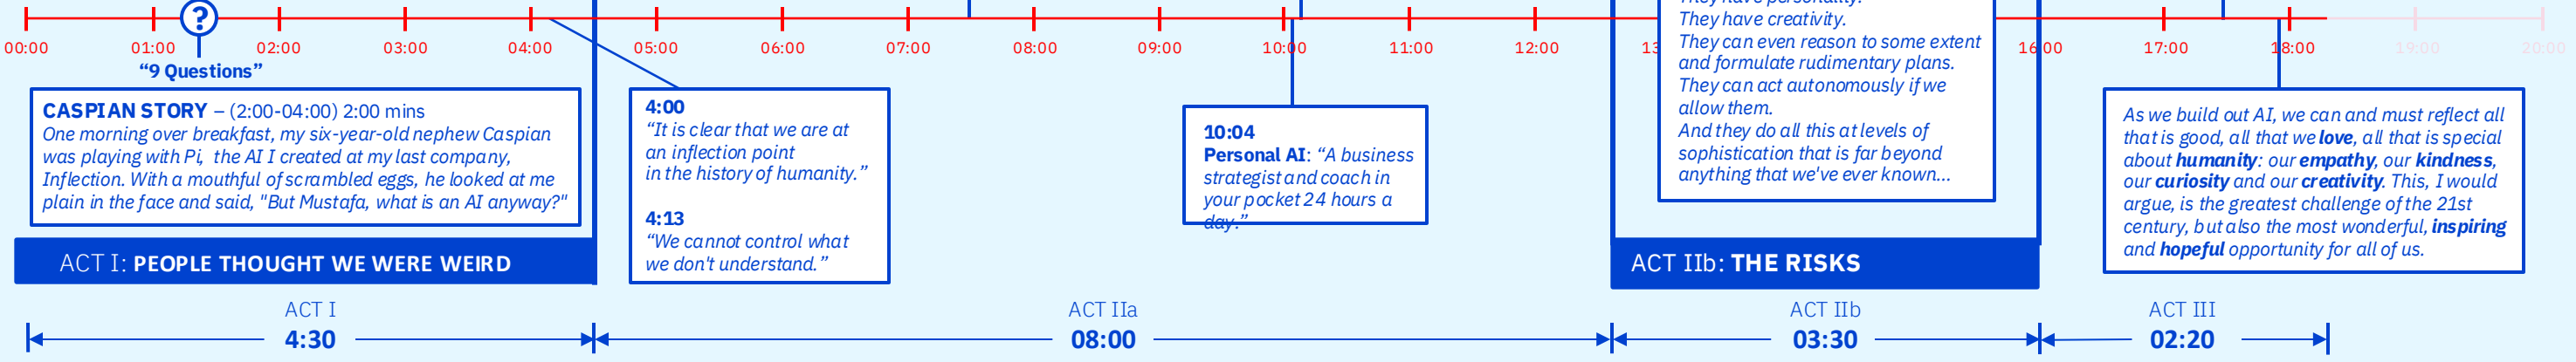 They have personality.
They have creativity.
They can even reason to some extent
and formulate rudimentary plans.
They can act autonomously if we
allow them.
And they do all this at levels of
sophistication that is far beyond
anything that we've ever known...
?
00:00 01:00 02:00 03:00 04:00 05:00 06:00 07:00 08:00 09:00 10:00 11:00 12:00 13 16:00 17:00 18:00 19:00 20:00
“9 Questions”
CASPIAN STORY – (2:00-04:00) 2:00 mins
One morning over breakfast, my six-year-old nephew Caspian
was playing with Pi, the AI I created at my last company,
Inflection. With a mouthful of scrambled eggs, he looked at me
plain in the face and said, "But Mustafa, what is an AI anyway?"
4:00
“It is clear that we are at
an inflection point
in the history of humanity.”
4:13
“We cannot control what
we don't understand.”
10:04
Personal AI: “A business
strategist and coach in
your pocket 24 hours a
day.”
As we build out AI, we can and must reflect all
that is good, all that we love, all that is special
about humanity: our empathy, our kindness,
our curiosity and our creativity. This, I would
argue, is the greatest challenge of the 21st
century, but also the most wonderful, inspiring
and hopeful opportunity for all of us.
ACT I: PEOPLE THOUGHT WE WERE WEIRD
ACT IIb: THE RISKS
ACT I
4:30
ACT IIa
08:00
ACT IIb
03:30
ACT III
02:20